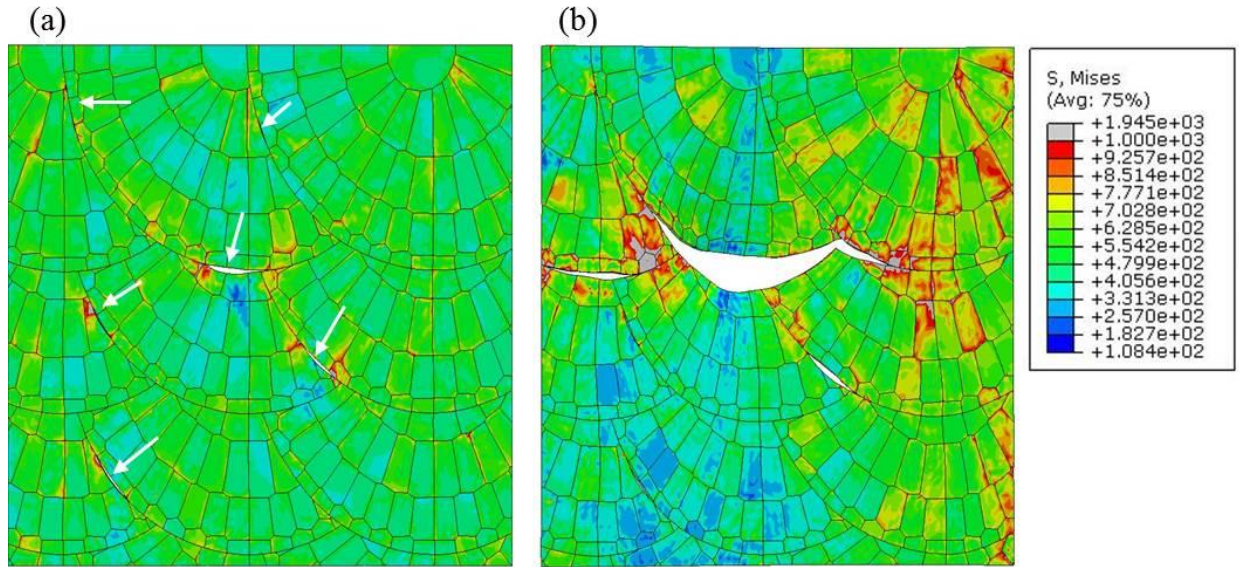 (a)
(b)
S, Mises
(Avg: 75%)
+1.945e+03
+1.000e+03
+9.257e+02
+8.514e+02
+7.771e+02
+7.028e+02
+6.285e+02
+5.542e+02
+4.799e+02
+4.056e+02
+3.313e+02
+2.570e+02
+1.827e+02
+1.084e+02